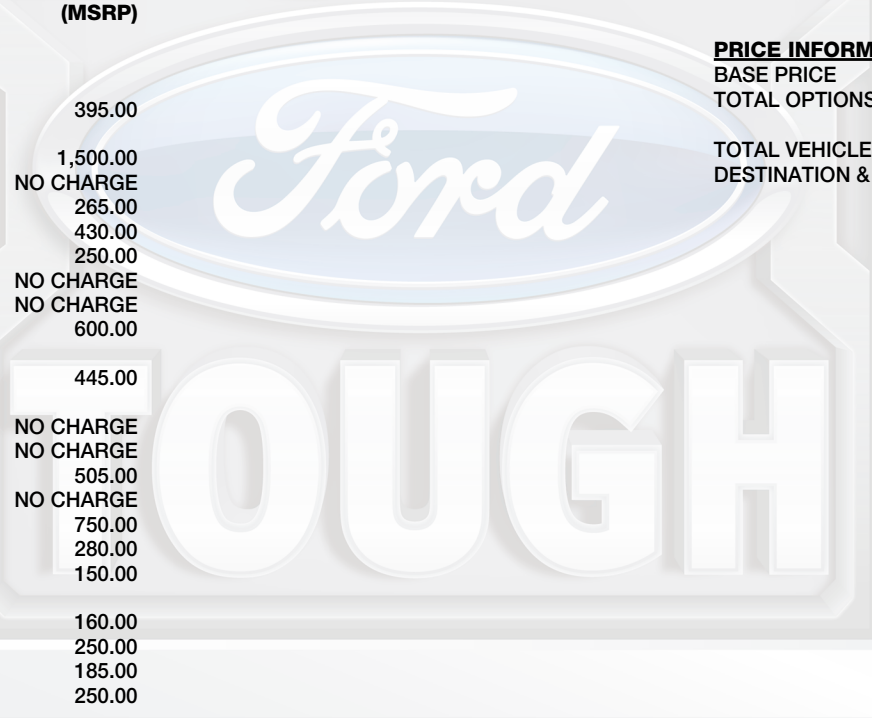 (MSRP)
395.00
1,500.00
NO CHARGE
265.00
430.00
250.00
NO CHARGE
NO CHARGE
600.00
445.00
NO CHARGE
NO CHARGE
505.00
NO CHARGE
750.00
280.00
150.00
160.00
250.00
185.00
250.00
PRICE INFORM
BASE PRICE
TOTAL OPTIONS
TOTAL VEHICLE
DESTINATION &
Ford
TOUGH